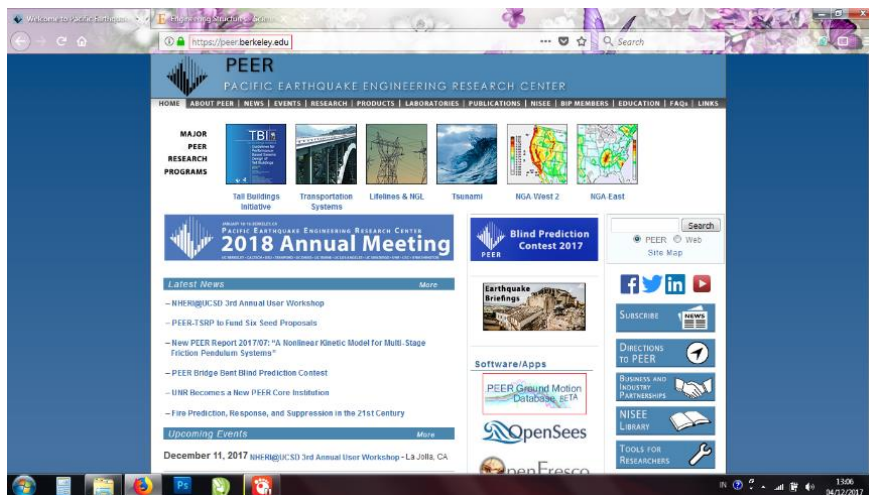 Welcome to Pacific Earthquake
Engineering Structures
https://peer.berkeley.edu
Search
PEER
PACIFIC EARTHQUAKE ENGINEERING RESEARCH CENTER
HOME | ABOUT PEER | NEWS | EVENTS | RESEARCH | PRODUCTS | LABORATORIES | PUBLICATIONS | NISEE | BIP MEMBERS | EDUCATION | FAQs | LINKS
MAJOR
PEER
RESEARCH
PROGRAMS
TBI
Tall Buildings
Initiative
Transportation
Systems
Lifelines & NGL
Tsunami
NGA West 2
NGA East
PACIFIC EARTHQUAKE ENGINEERING RESEARCH CENTER
2018 Annual Meeting
PEER
Blind Prediction
Contest 2017
Search
PEER Web
Site Map
Latest News More
– NHERI@UCSD 3rd Annual User Workshop
– PEER-TSRP to Fund Six Seed Proposals
– New PEER Report 2017/07: “A Nonlinear Kinetic Model for Multi-Stage
Friction Pendulum Systems”
– PEER Bridge Bent Blind Prediction Contest
– UNR Becomes a New PEER Core Institution
– Fire Prediction, Response, and Suppression in the 21st Century
Upcoming Events More
December 11, 2017 NHERI@UCSD 3rd Annual User Workshop - La Jolla, CA
Earthquake
Briefings
Software/Apps
PEER Ground Motion
Database BETA
OpenSees
OpenFresco
SUBSCRIBE
NEWS
DIRECTIONS
TO PEER
BUSINESS AND
INDUSTRY
PARTNERSHIPS
NISEE
LIBRARY
TOOLS FOR
RESEARCHERS
IN
13:06
04/12/2017